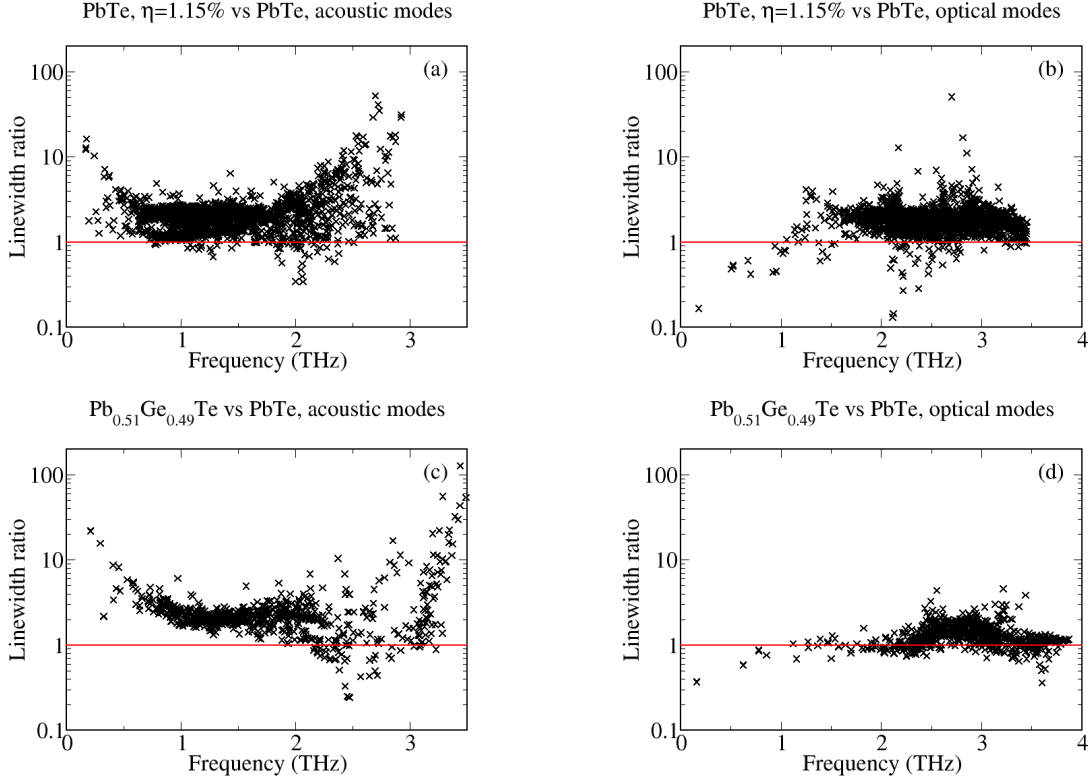 PbTe, η=1.15% vs PbTe, acoustic modes
(a)
100
10
1
0.1
Linewidth ratio
0 1 2 3
Frequency (THz)
PbTe, η=1.15% vs PbTe, optical modes
(b)
100
10
1
0.1
Linewidth ratio
0 1 2 3 4
Frequency (THz)
Pb0.51Ge0.49Te vs PbTe, acoustic modes
(c)
100
10
1
0.1
Linewidth ratio
0 1 2 3
Frequency (THz)
Pb0.51Ge0.49Te vs PbTe, optical modes
(d)
100
10
1
0.1
Linewidth ratio
0 1 2 3 4
Frequency (THz)